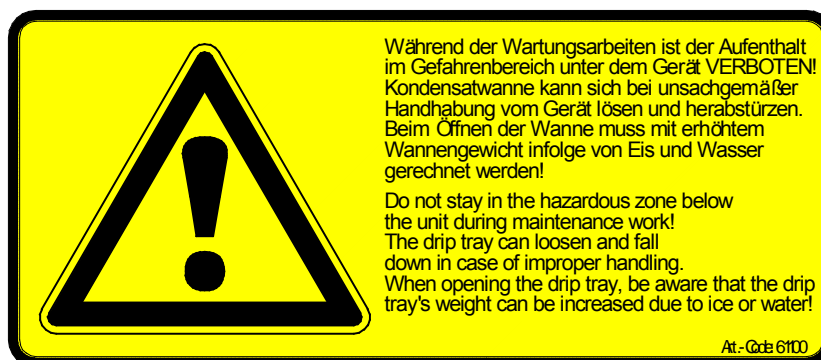 Während der Wartungsarbeiten ist der Aufenthalt
im Gefahrenbereich unter dem Gerät VERBOTEN!
Kondensatwanne kann sich bei unsachgemäßer
Handhabung vom Gerät lösen und herabstürzen.
Beim Öffnen der Wanne muss mit erhöhtem
Wannengewicht infolge von Eis und Wasser
gerechnet werden!
Do not stay in the hazardous zone below
the unit during maintenance work!
The drip tray can loosen and fall
down in case of improper handling.
When opening the drip tray, be aware that the drip
tray's weight can be increased due to ice or water!
Art.-Code 61100